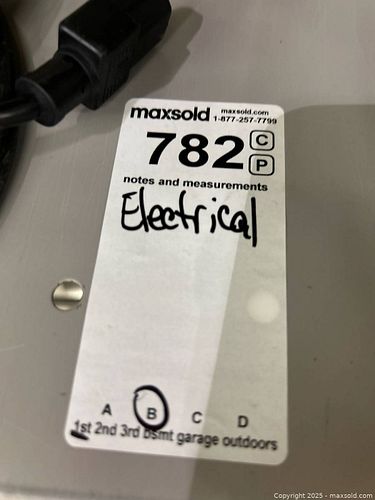 maxsold maxsold.com
1-877-257-7799
782 C
P
notes and measurements
Electrical
A B C D
1st 2nd 3rd bsmt garage outdoors
Copyright © 2025 - maxsold.com